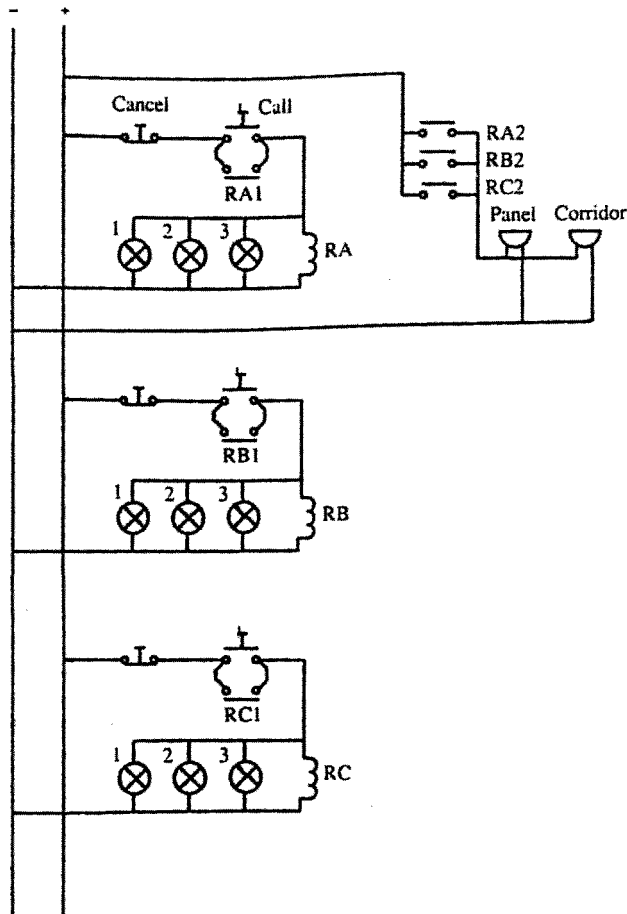 - +
Cancel Call
RA1
RA2
RB2
RC2
Panel Corridor
1 2 3 RA
RB1
1 2 3 RB
RC1
1 2 3 RC